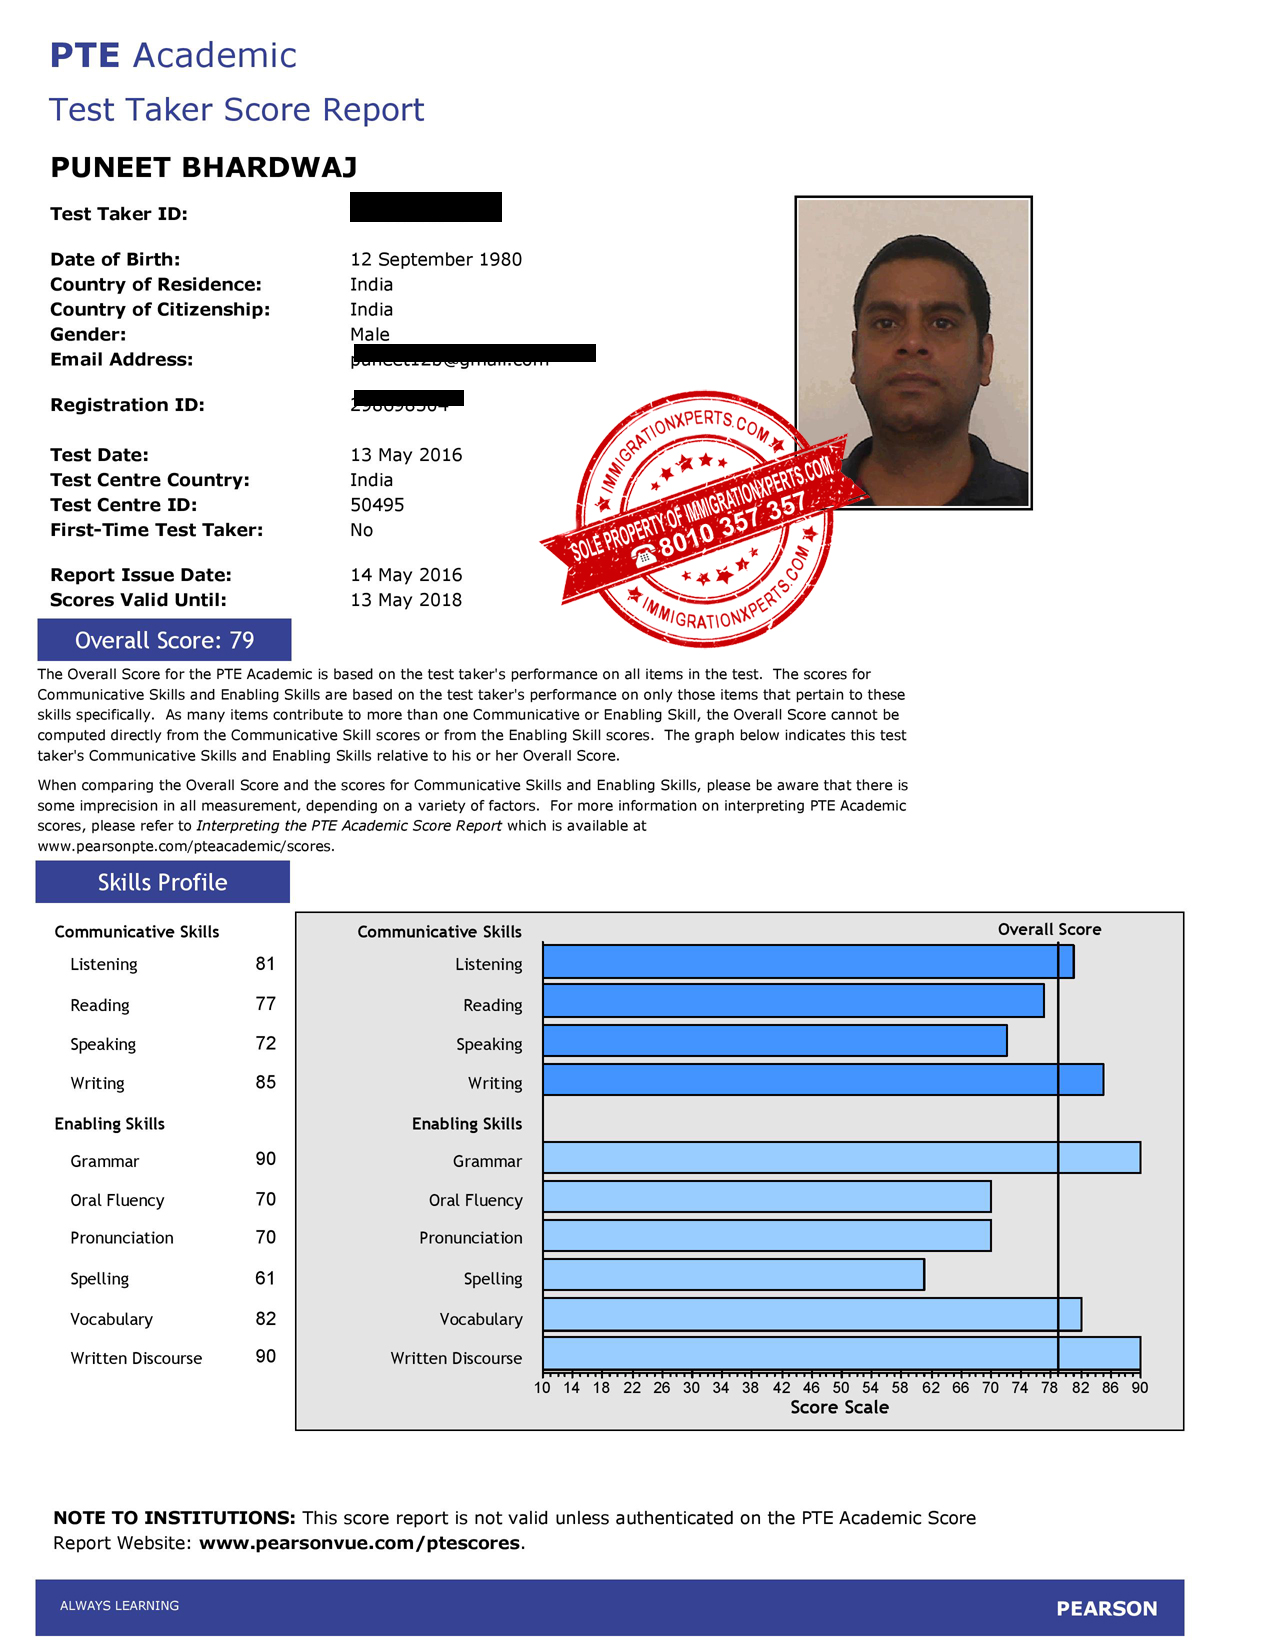 PTE Academic
Test Taker Score Report
PUNEET BHARDWAJ
Test Taker ID:
Date of Birth: 12 September 1980
Country of Residence: India
Country of Citizenship: India
Gender: Male
Email Address:
Registration ID:
Test Date: 13 May 2016
Test Centre Country: India
Test Centre ID: 50495
First-Time Test Taker: No
Report Issue Date: 14 May 2016
Scores Valid Until: 13 May 2018
IMMIGRATIONXPERTS.COM
SOLE PROPERTY OF IMMIGRATIONXPERTS.COM
8010 357 357
IMMIGRATIONXPERTS.COM
Overall Score: 79
The Overall Score for the PTE Academic is based on the test taker's performance on all items in the test. The scores for
Communicative Skills and Enabling Skills are based on the test taker's performance on only those items that pertain to these
skills specifically. As many items contribute to more than one Communicative or Enabling Skill, the Overall Score cannot be
computed directly from the Communicative Skill scores or from the Enabling Skill scores. The graph below indicates this test
taker's Communicative Skills and Enabling Skills relative to his or her Overall Score.
When comparing the Overall Score and the scores for Communicative Skills and Enabling Skills, please be aware that there is
some imprecision in all measurement, depending on a variety of factors. For more information on interpreting PTE Academic
scores, please refer to Interpreting the PTE Academic Score Report which is available at
www.pearsonpte.com/pteacademic/scores.
Skills Profile
Communicative Skills
Listening 81
Reading 77
Speaking 72
Writing 85
Enabling Skills
Grammar 90
Oral Fluency 70
Pronunciation 70
Spelling 61
Vocabulary 82
Written Discourse 90
Communicative Skills Overall Score
Listening
Reading
Speaking
Writing
Enabling Skills
Grammar
Oral Fluency
Pronunciation
Spelling
Vocabulary
Written Discourse
10 14 18 22 26 30 34 38 42 46 50 54 58 62 66 70 74 78 82 86 90
Score Scale
NOTE TO INSTITUTIONS: This score report is not valid unless authenticated on the PTE Academic Score
Report Website: www.pearsonvue.com/ptescores.
ALWAYS LEARNING PEARSON